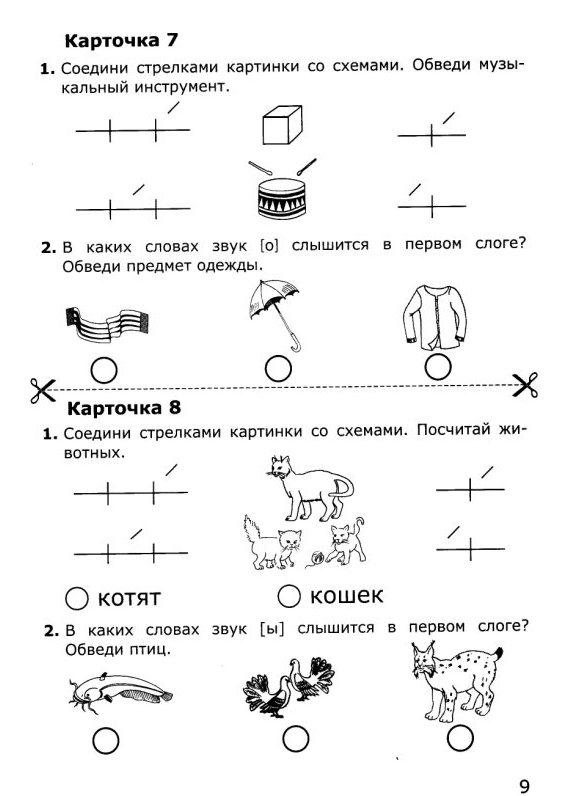 Карточка 7
1. Соедини стрелками картинки со схемами. Обведи музы-
кальный инструмент.
2. В каких словах звук [о] слышится в первом слоге?
Обведи предмет одежды.
Карточка 8
1. Соедини стрелками картинки со схемами. Посчитай жи-
вотных.
котят
кошек
2. В каких словах звук [ы] слышится в первом слоге?
Обведи птиц.
9